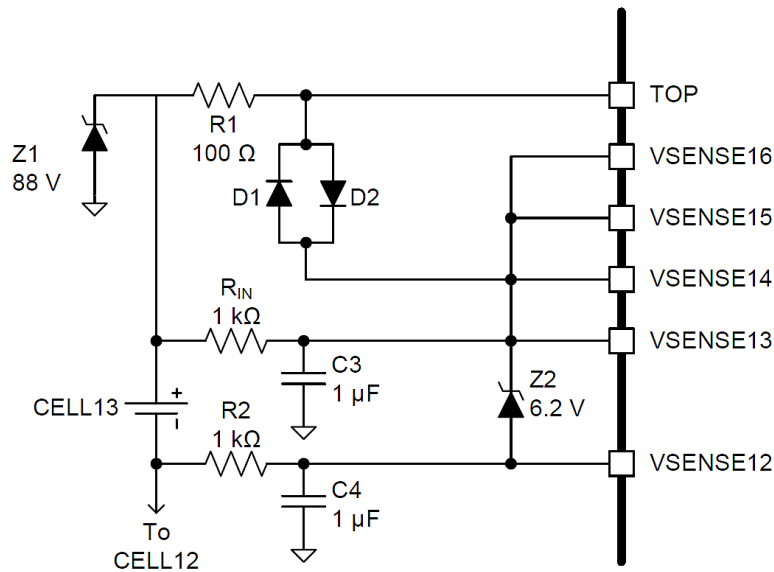 TOP
R1
100 Ω
Z1
88 V
VSENSE16
D1
D2
VSENSE15
VSENSE14
RIN
1 kΩ
VSENSE13
C3
1 µF
Z2
6.2 V
CELL13
+
-
R2
1 kΩ
VSENSE12
C4
1 µF
To
CELL12